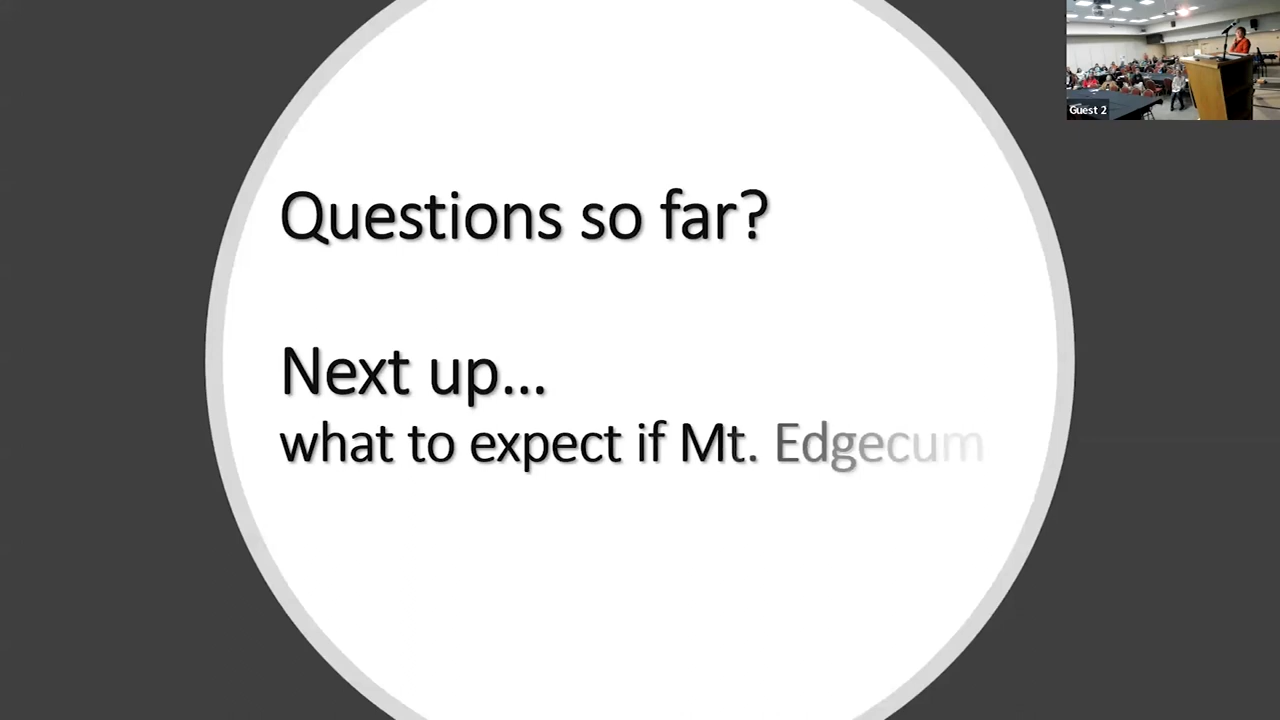 Questions so far?
Next up...
what to expect if Mt. Edgecum
Guest 2